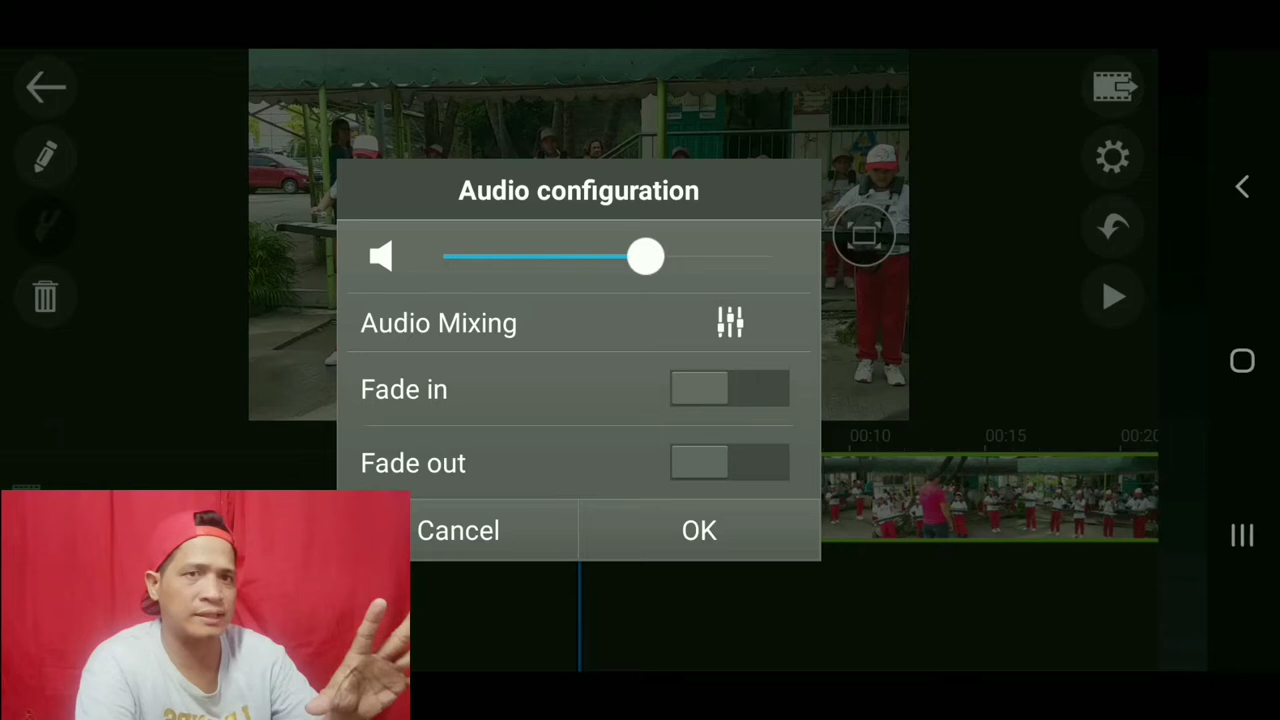 Audio configuration
Audio Mixing
Fade in
Fade out
Cancel
OK
00:10
00:15
00:20